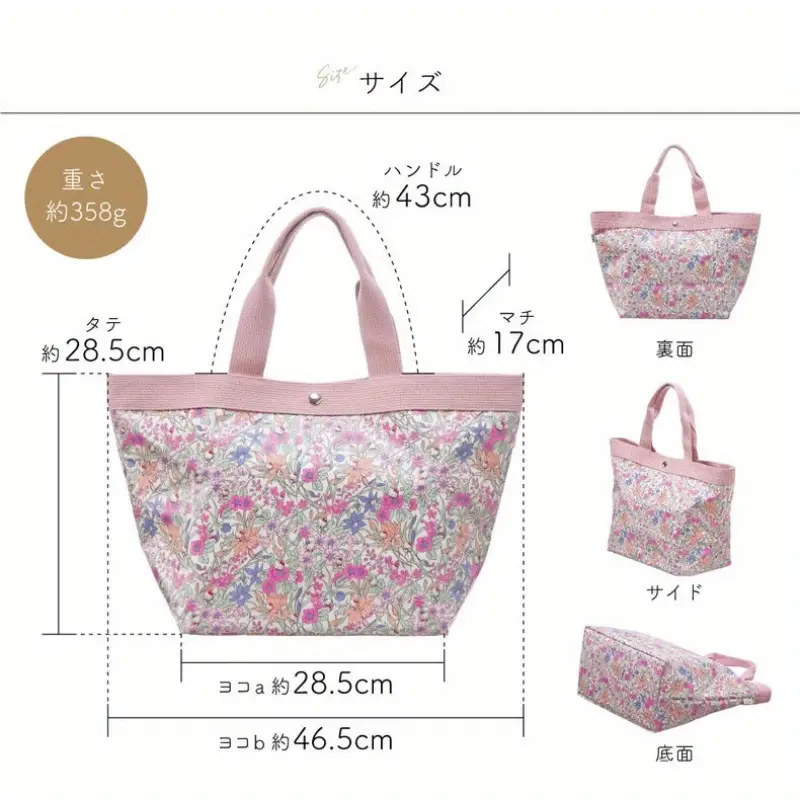 Size サイズ
重さ
約358g
ハンドル
約43cm
タテ
約28.5cm
マチ
約17cm
裏面
サイド
ヨコa 約28.5cm
ヨコb 約46.5cm
底面